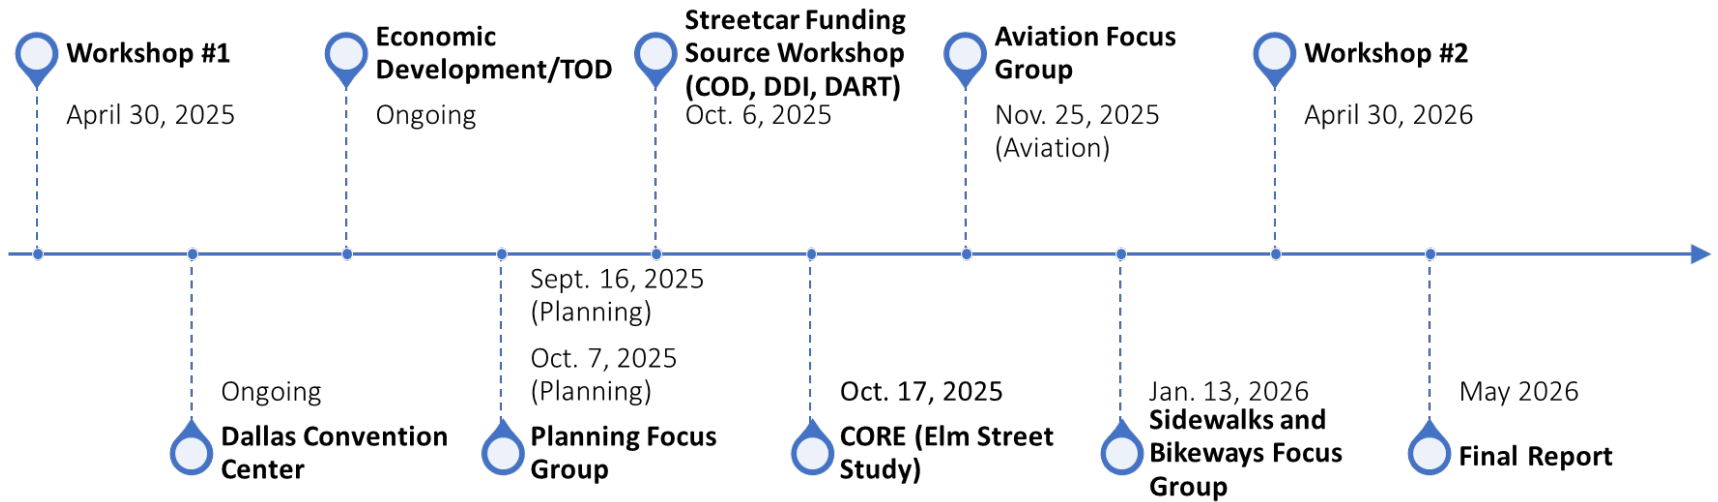 Workshop #1
April 30, 2025
Economic
Development/TOD
Ongoing
Streetcar Funding
Source Workshop
(COD, DDI, DART)
Oct. 6, 2025
Aviation Focus
Group
Nov. 25, 2025
(Aviation)
Workshop #2
April 30, 2026
Ongoing
Dallas Convention
Center
Sept. 16, 2025
(Planning)
Oct. 7, 2025
(Planning)
Planning Focus
Group
Oct. 17, 2025
CORE (Elm Street
Study)
Jan. 13, 2026
Sidewalks and
Bikeways Focus
Group
May 2026
Final Report